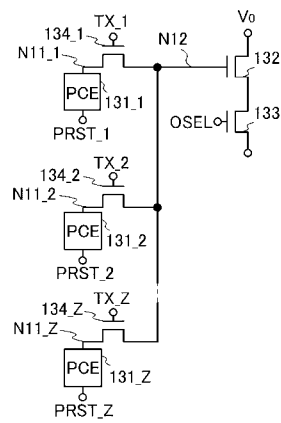 TX_1
134_1
N11_1
PCE
131_1
PRST_1
N12
V0
132
OSEL
133
TX_2
134_2
N11_2
PCE
131_2
PRST_2
TX_Z
134_Z
N11_Z
PCE
131_Z
PRST_Z